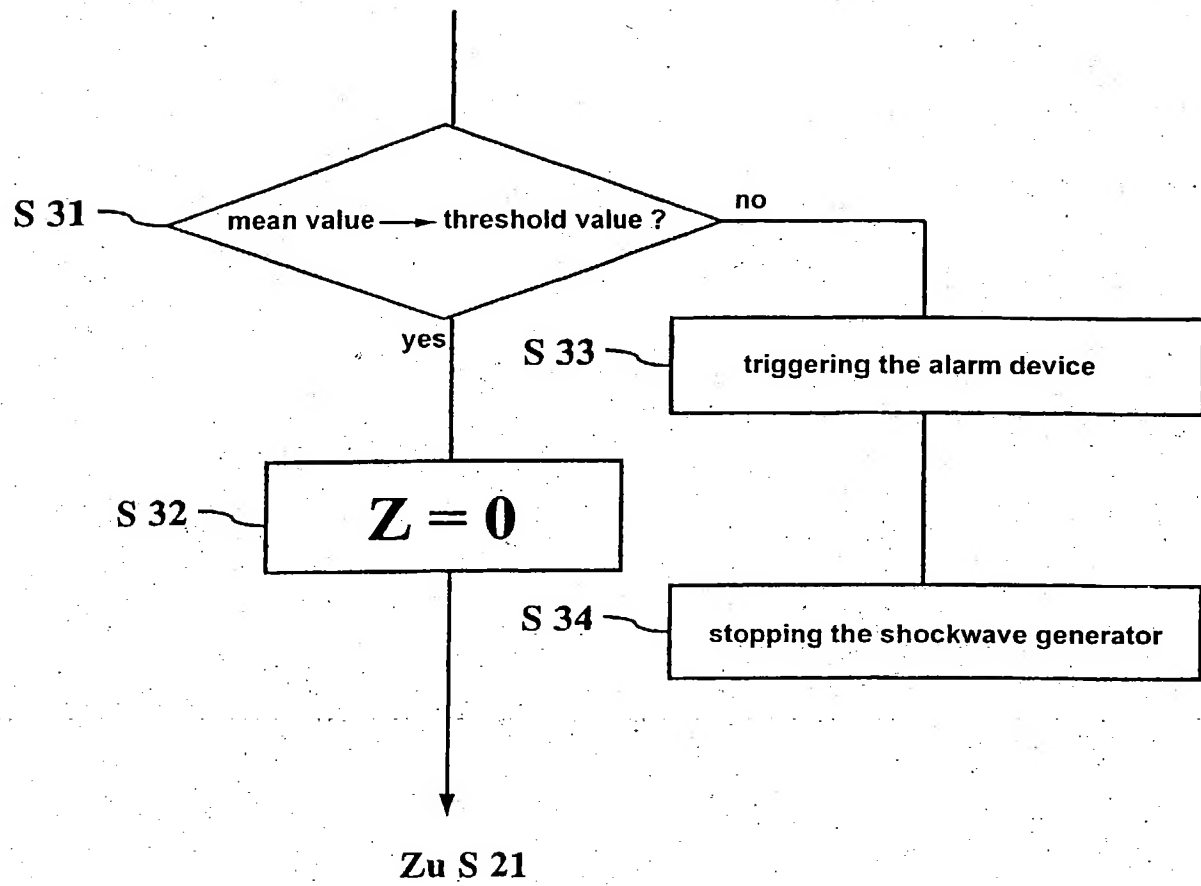 S 31
mean value → threshold value ?
no
yes
S 33
triggering the alarm device
S 32
Z = 0
S 34
stopping the shockwave generator
Zu S 21